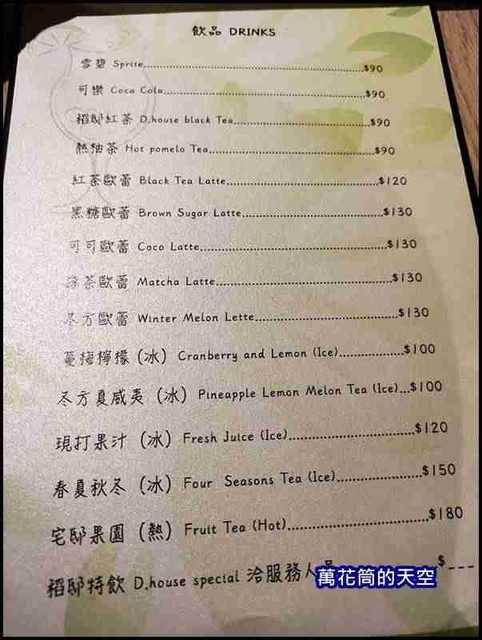 飲品 DRINKS
雪碧 Sprite........................$90
可樂 Coca Cola........................$90
稻邸紅茶 D.house black Tea........................$90
熱柚茶 Hot pomelo Tea........................$90
紅茶歐蕾 Black Tea Latte........................$120
黑糖歐蕾 Brown Sugar Latte........................$130
可可歐蕾 Coco Latte........................$130
抹茶歐蕾 Matcha Latte........................$130
冬方歐蕾 Winter Melon Lette........................$130
蔓梅檸檬 (冰) Cranberry and Lemon (Ice)........................$100
冬方夏威夷 (冰) Pineapple Lemon Melon Tea (Ice)...$100
現打果汁 (冰) Fresh Juice (Ice)........................$120
春夏秋冬 (冰) Four Seasons Tea (Ice)........................$150
宅邸果園 (熱) Fruit Tea (Hot)........................$180
稻邸特飲 D.house special 洽服務人 $___
萬花筒的天空